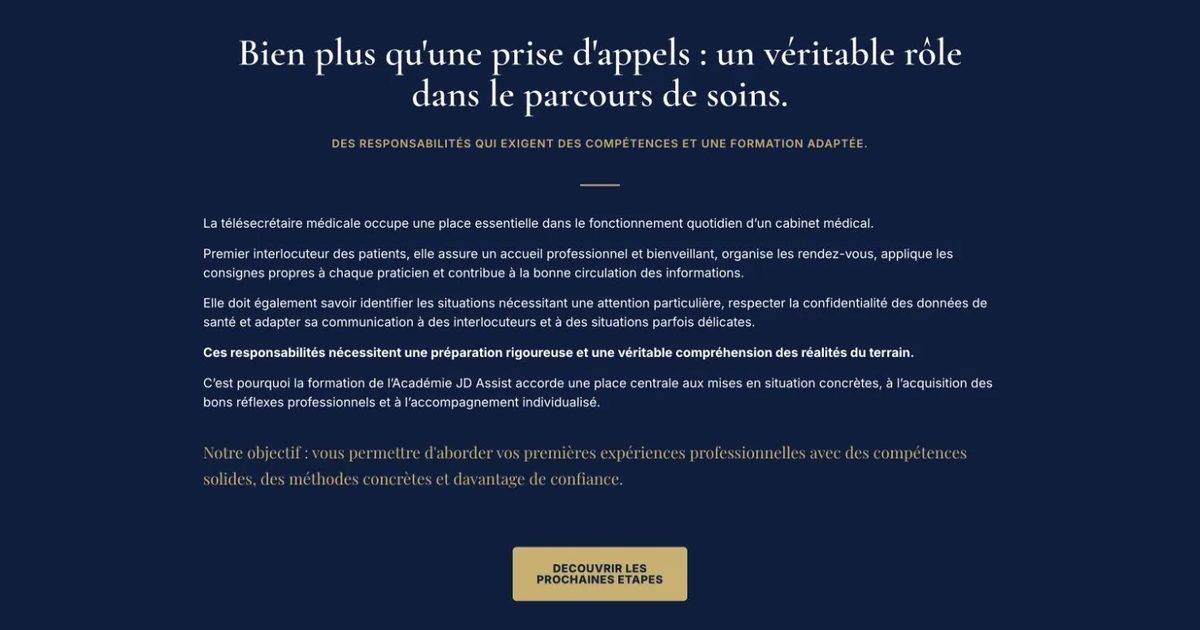 Bien plus qu'une prise d'appels : un véritable rôle
dans le parcours de soins.
DES RESPONSABILITÉS QUI EXIGENT DES COMPÉTENCES ET UNE FORMATION ADAPTÉE.
La télésecrétaire médicale occupe une place essentielle dans le fonctionnement quotidien d’un cabinet médical.
Premier interlocuteur des patients, elle assure un accueil professionnel et bienveillant, organise les rendez-vous, applique les
consignes propres à chaque praticien et contribue à la bonne circulation des informations.
Elle doit également savoir identifier les situations nécessitant une attention particulière, respecter la confidentialité des données de
santé et adapter sa communication à des interlocuteurs et à des situations parfois délicates.
Ces responsabilités nécessitent une préparation rigoureuse et une véritable compréhension des réalités du terrain.
C’est pourquoi la formation de l’Académie JD Assist accorde une place centrale aux mises en situation concrètes, à l’acquisition des
bons réflexes professionnels et à l’accompagnement individualisé.
Notre objectif : vous permettre d'aborder vos premières expériences professionnelles avec des compétences
solides, des méthodes concrètes et davantage de confiance.
DECOUVRIR LES
PROCHAINES ETAPES